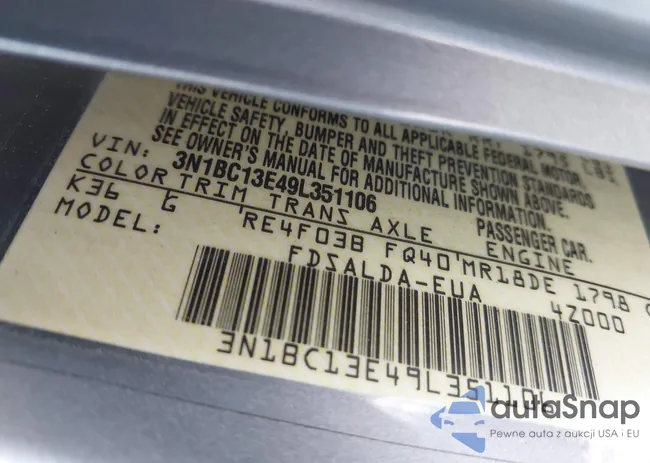 THIS VEHICLE CONFORMS TO ALL APPLICABLE FEDERAL MOTOR
VEHICLE SAFETY, BUMPER AND THEFT PREVENTION STANDARDS
IN EFFECT ON THE DATE OF MANUFACTURE SHOWN ABOVE.
SEE OWNER'S MANUAL FOR ADDITIONAL INFORMATION.
VIN: 3N1BC13E49L351106 PASSENGER CAR.
COLOR TRIM TRANS AXLE ENGINE
K36 G RE4F03B FQ40 MR18DE 1798
MODEL: FDSALDA-EUA 42000
3N1BC13E49L35110
autoSnap
Pewne auta z aukcji USA i EU